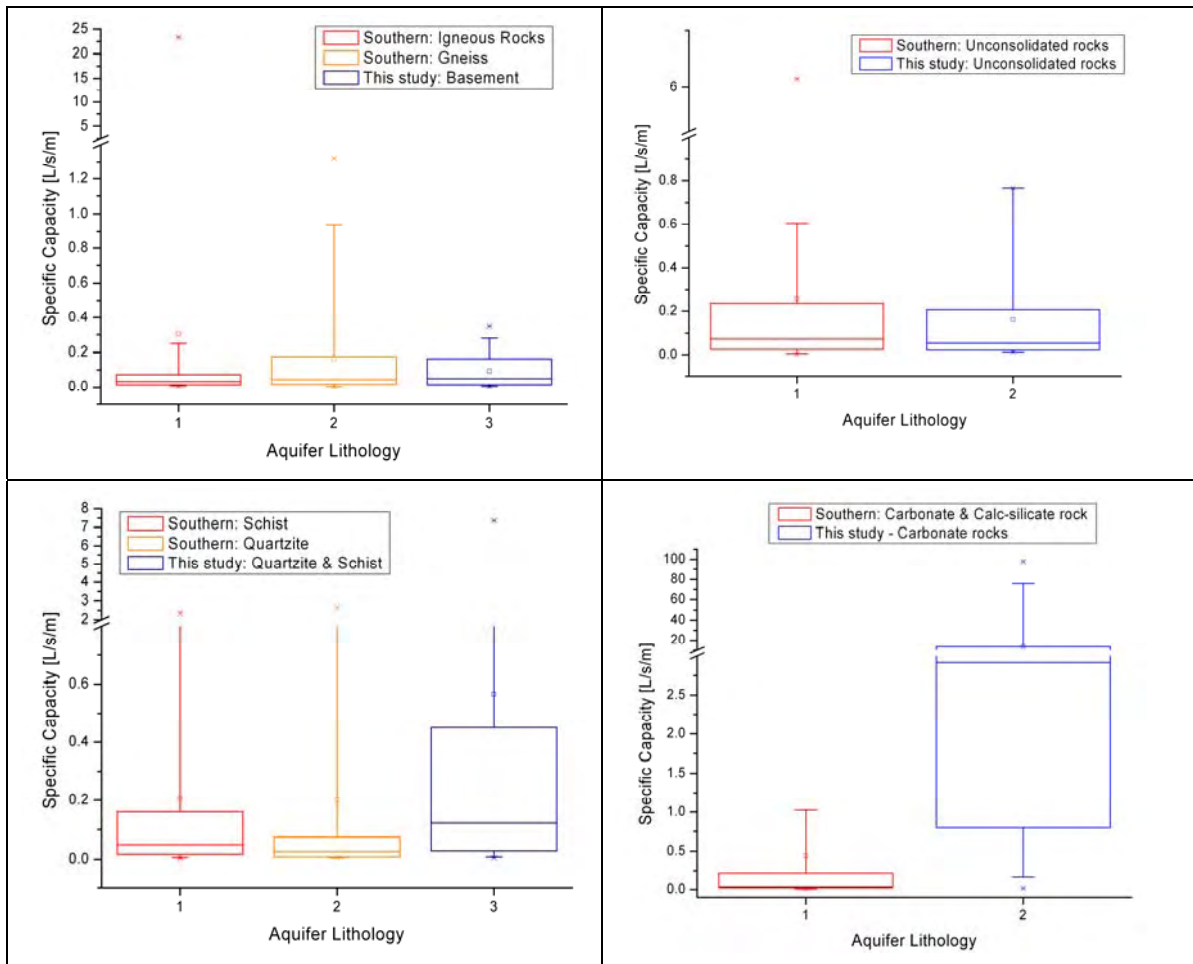 25
20
15
10
5
1.2
1.0
0.8
0.6
0.4
0.2
0.0
Specific Capacity [L/s/m]
Southern: Igneous Rocks
Southern: Gneiss
This study: Basement
1 2 3
Aquifer Lithology
6
0.8
0.6
0.4
0.2
0.0
Specific Capacity [L/s/m]
Southern: Unconsolidated rocks
This study: Unconsolidated rocks
1 2
Aquifer Lithology
8
7
6
5
4
3
2
0.6
0.4
0.2
0.0
Specific Capacity [L/s/m]
Southern: Schist
Southern: Quartzite
This study: Quartzite & Schist
1 2 3
Aquifer Lithology
Southern: Carbonate & Calc-silicate rock
This study - Carbonate rocks
100
80
60
40
20
2.5
2.0
1.5
1.0
0.5
0.0
Specific Capacity [L/s/m]
1 2
Aquifer Lithology